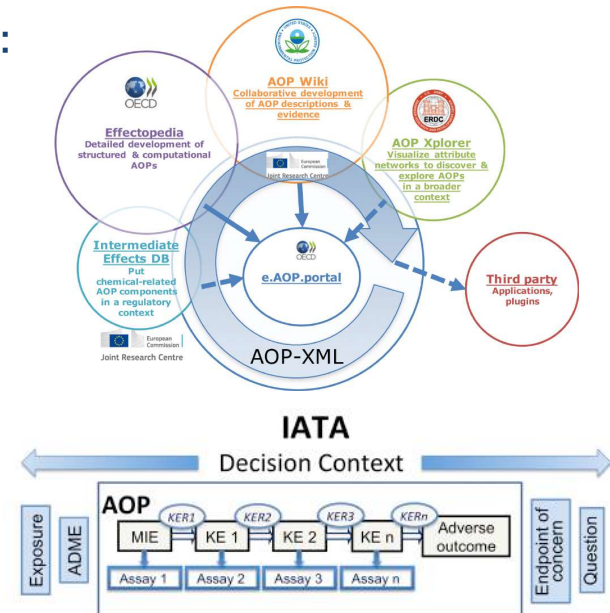 :
AOP Wiki
Collaborative development
of AOP descriptions &
evidence
OECD
Effectopedia
Detailed development of
structured & computational
AOPs
ERDC
AOP Xplorer
Visualize attribute
networks to discover &
explore AOPs
in a broader
context
European
Commission
Joint Research Centre
Intermediate
Effects DB
Put
chemical-related
AOP components
in a regulatory
context
OECD
e.AOP.portal
Third party
Applications,
plugins
European
Commission
Joint Research Centre
AOP-XML
IATA
Decision Context
Exposure
ADME
AOP
KER1
KER2
KER3
KERn
MIE
KE 1
KE 2
KE n
Adverse
outcome
Assay 1
Assay 2
Assay 3
Assay n
Endpoint of
concern
Question